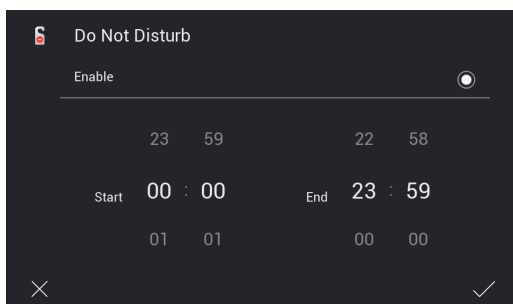 Do Not Disturb
Enable
23 59 22 58
Start 00 : 00 End 23 : 59
01 01 00 00